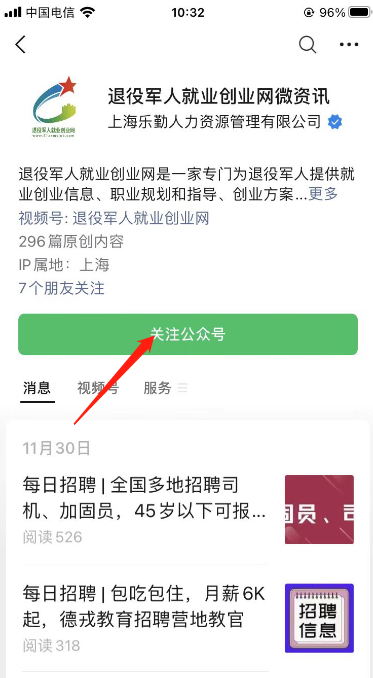 中国电信
10:32
96%
退役军人就业创业网
退役军人就业创业网微资讯
上海乐勤人力资源管理有限公司
退役军人就业创业网是一家专门为退役军人提供就
业创业信息、职业规划和指导、创业方案...更多
视频号: 退役军人就业创业网
296篇原创内容
IP属地：上海
7个朋友关注
关注公众号
消息 视频号 服务
11月30日
每日招聘 | 全国多地招聘司
机、加固员，45岁以下可报...
阅读 526
固员、司
每日招聘 | 包吃包住，月薪6K
起，德戎教育招聘营地教官
阅读 318
招聘
信息